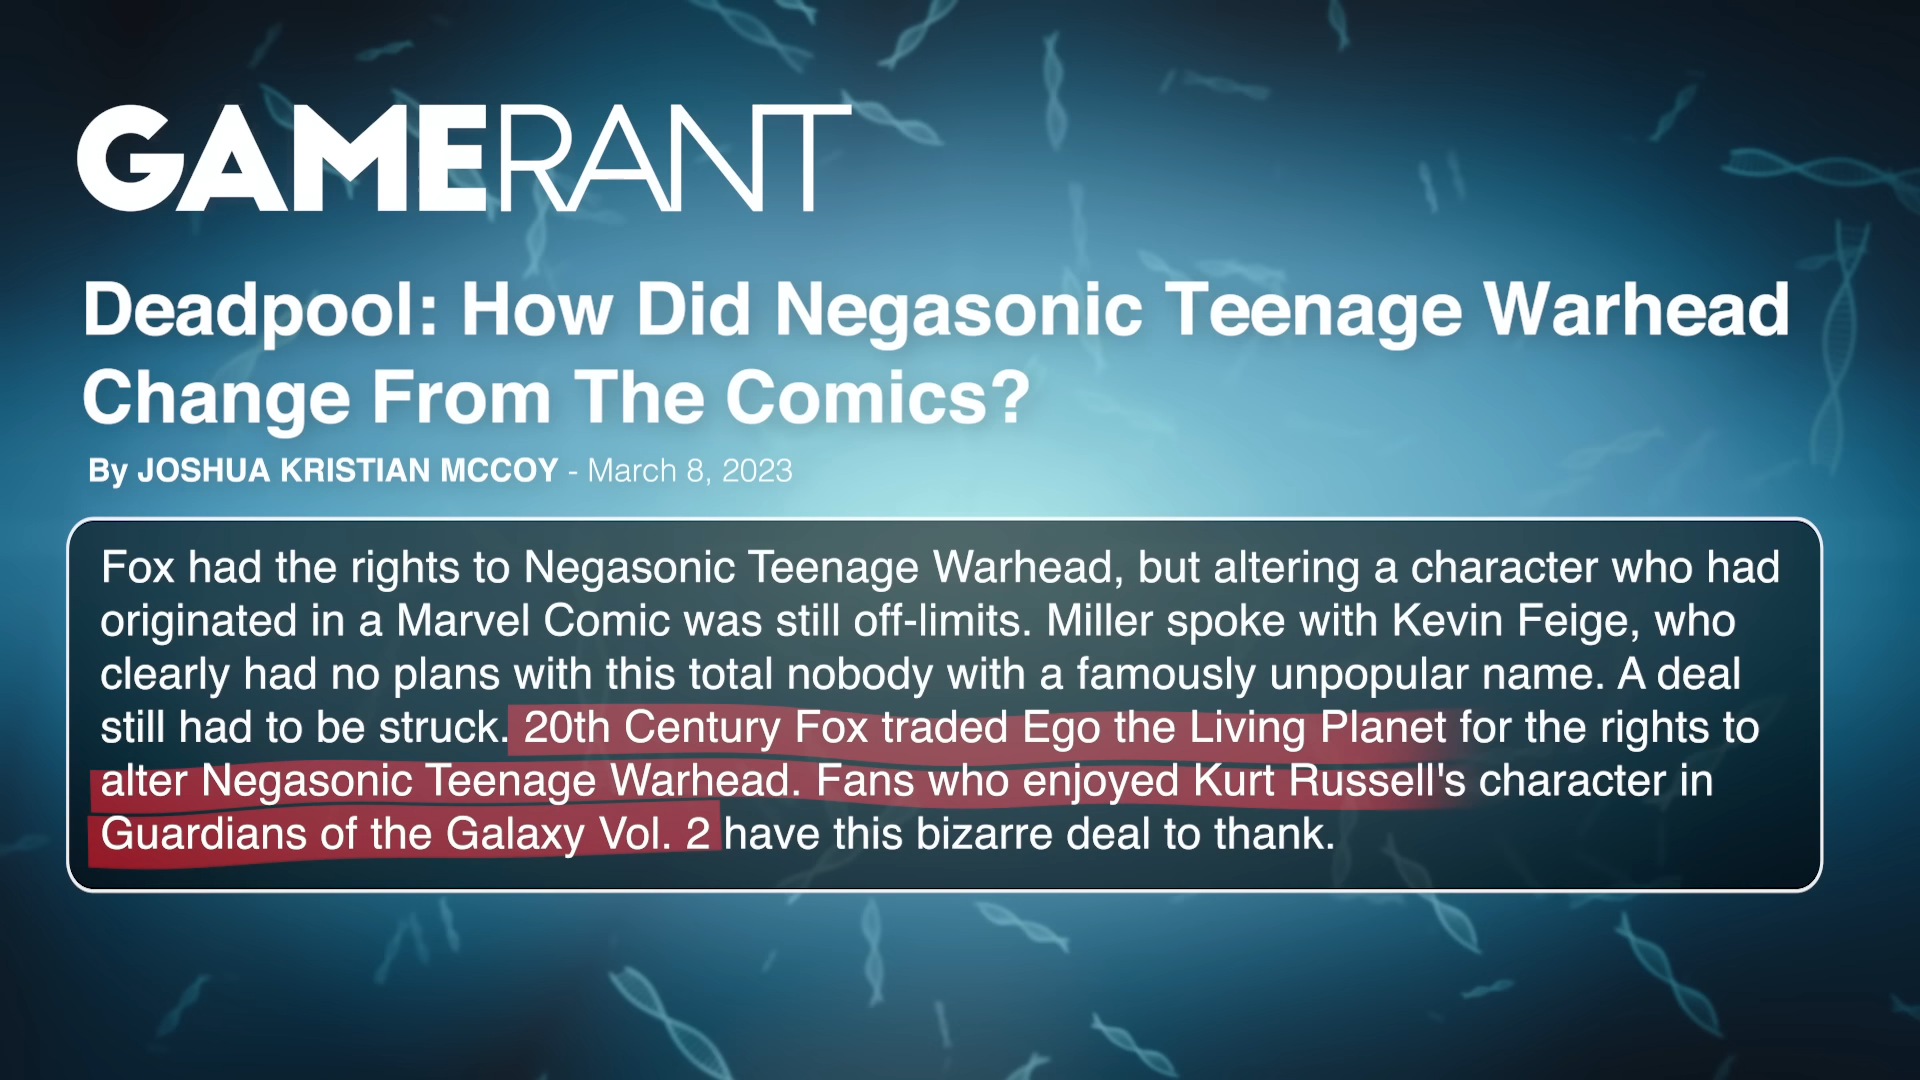 GAMERANT
Deadpool: How Did Negasonic Teenage Warhead
Change From The Comics?
By JOSHUA KRISTIAN MCCOY - March 8, 2023
Fox had the rights to Negasonic Teenage Warhead, but altering a character who had
originated in a Marvel Comic was still off-limits. Miller spoke with Kevin Feige, who
clearly had no plans with this total nobody with a famously unpopular name. A deal
still had to be struck. 20th Century Fox traded Ego the Living Planet for the rights to
alter Negasonic Teenage Warhead. Fans who enjoyed Kurt Russell's character in
Guardians of the Galaxy Vol. 2 have this bizarre deal to thank.